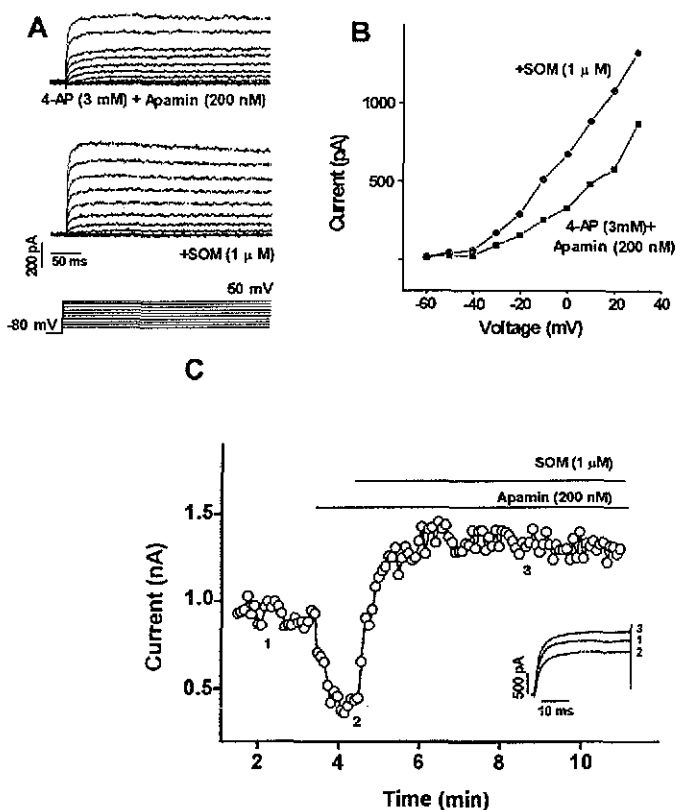 A
4-AP (3 mM) + Apamin (200 nM)
200 pA
50 ms
+SOM (1 μ M)
50 mV
-80 mV
B
Current (pA)
1000
500
+SOM (1 μ M)
4-AP (3mM)+
Apamin (200 nM)
-60 -40 -20 0 20 40
Voltage (mV)
C
SOM (1 μM)
Apamin (200 nM)
Current (nA)
1.5
1.0
0.5
1
2
3
3
1
2
500 pA
10 ms
2 4 6 8 10
Time (min)